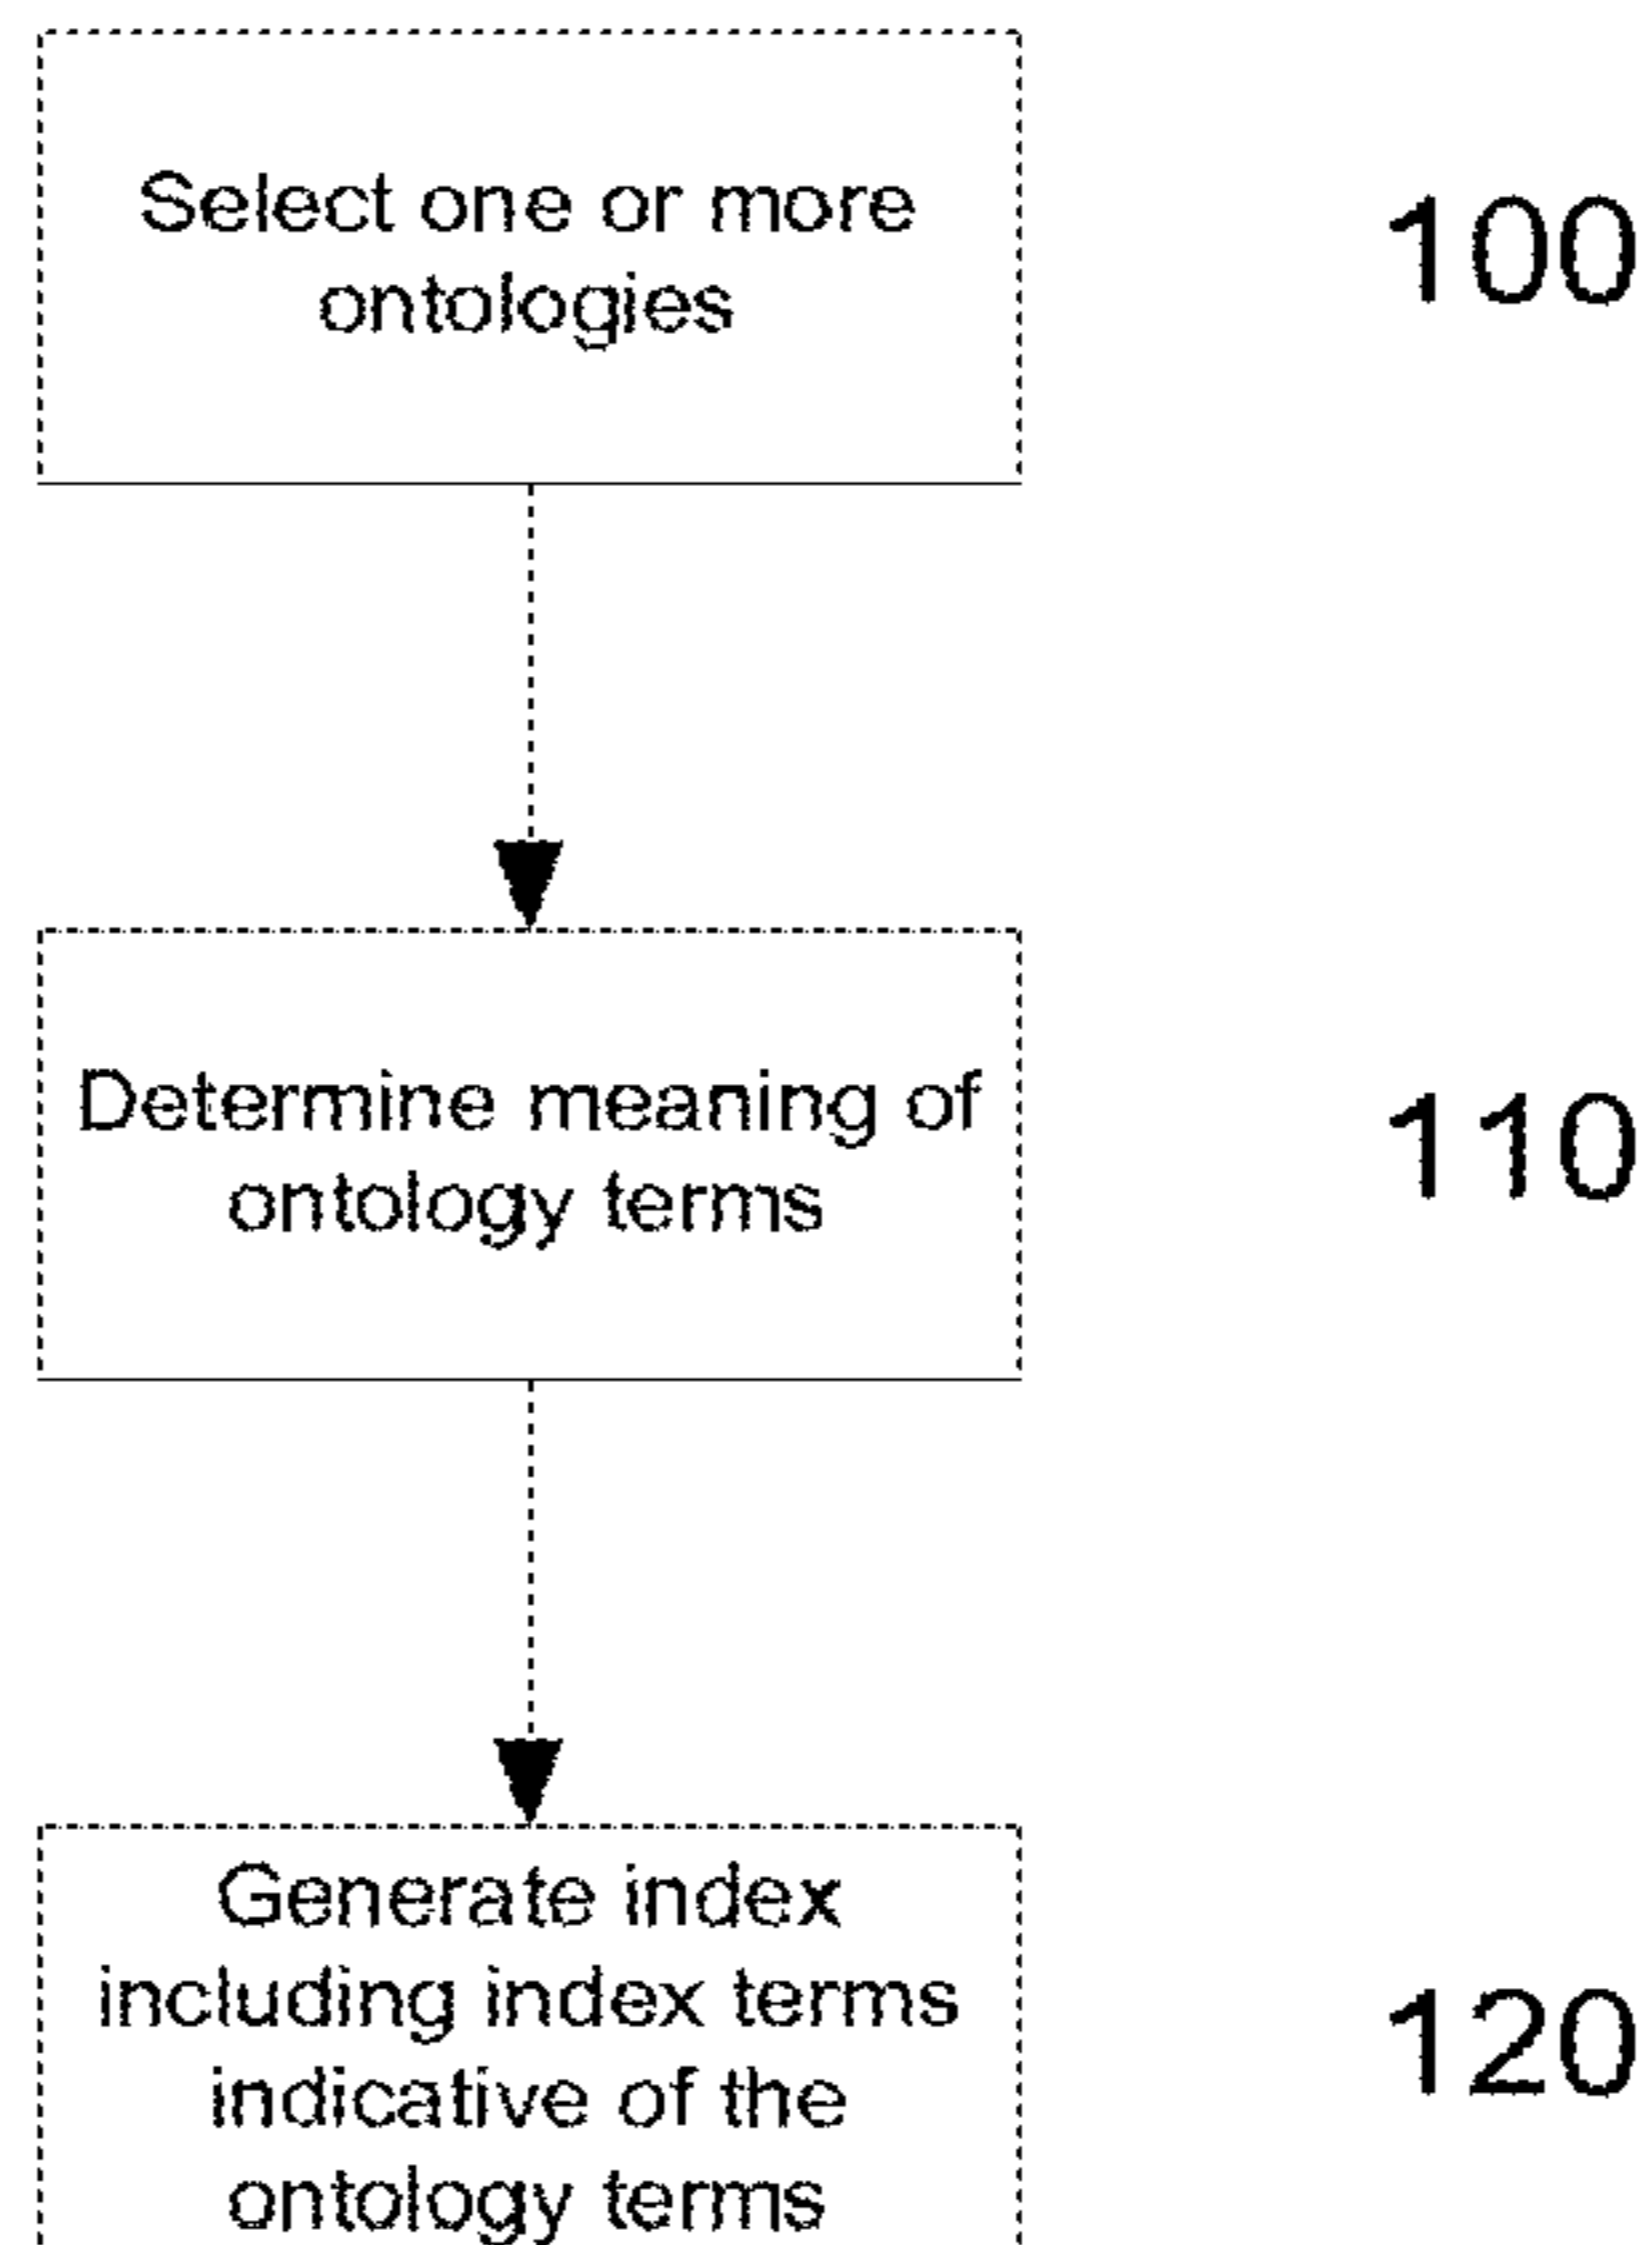 Select one or more
ontologies
100
Determine meaning of
ontology terms
110
Generate index
including index terms
indicative of the
ontology terms
120